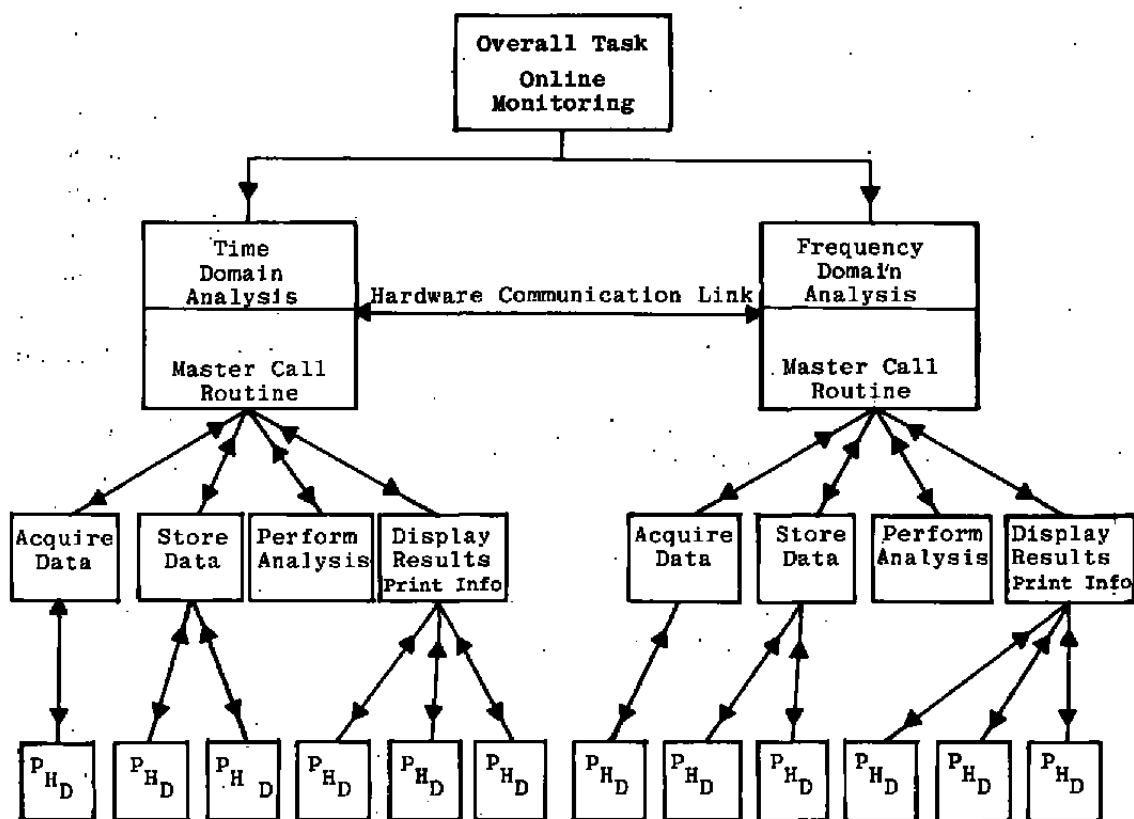 Overall Task
Online
Monitoring
Time
Domain
Analysis
Hardware Communication Link
Frequency
Domain
Analysis
Master Call
Routine
Master Call
Routine
Acquire
Data
Store
Data
Perform
Analysis
Display
Results
Print Info
Acquire
Data
Store
Data
Perform
Analysis
Display
Results
Print Info
PHD
PHD
PH D
PHD
PHD
PHD
PHD
PHD
PHD
PHD
PHD
PHD